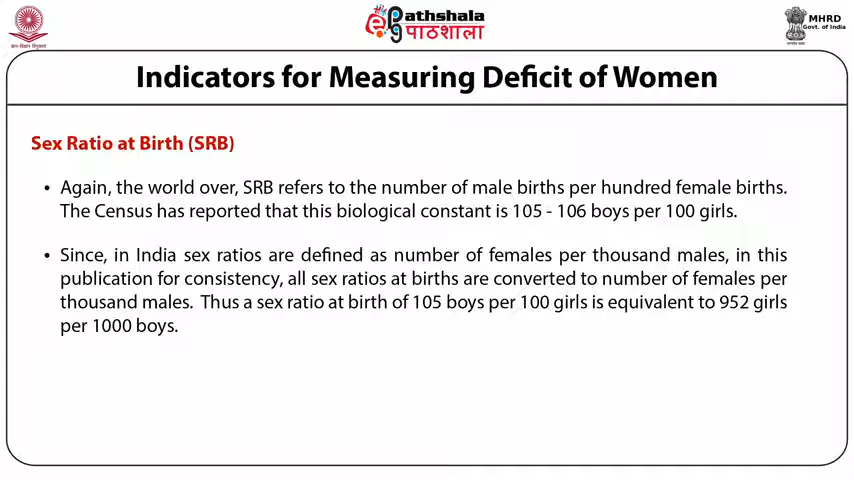 ePathshala
पाठशाला
MHRD
Govt. of India
Indicators for Measuring Deficit of Women
Sex Ratio at Birth (SRB)
• Again, the world over, SRB refers to the number of male births per hundred female births.
The Census has reported that this biological constant is 105 - 106 boys per 100 girls.
• Since, in India sex ratios are defined as number of females per thousand males, in this
publication for consistency, all sex ratios at births are converted to number of females per
thousand males. Thus a sex ratio at birth of 105 boys per 100 girls is equivalent to 952 girls
per 1000 boys.